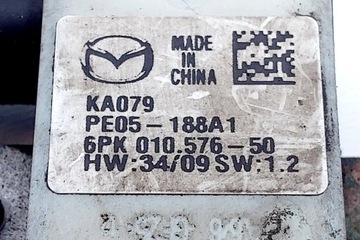 MADE
IN
CHINA
KA079
PE05-188A1
6PK 010.576-50
HW:34/09 SW:1.2